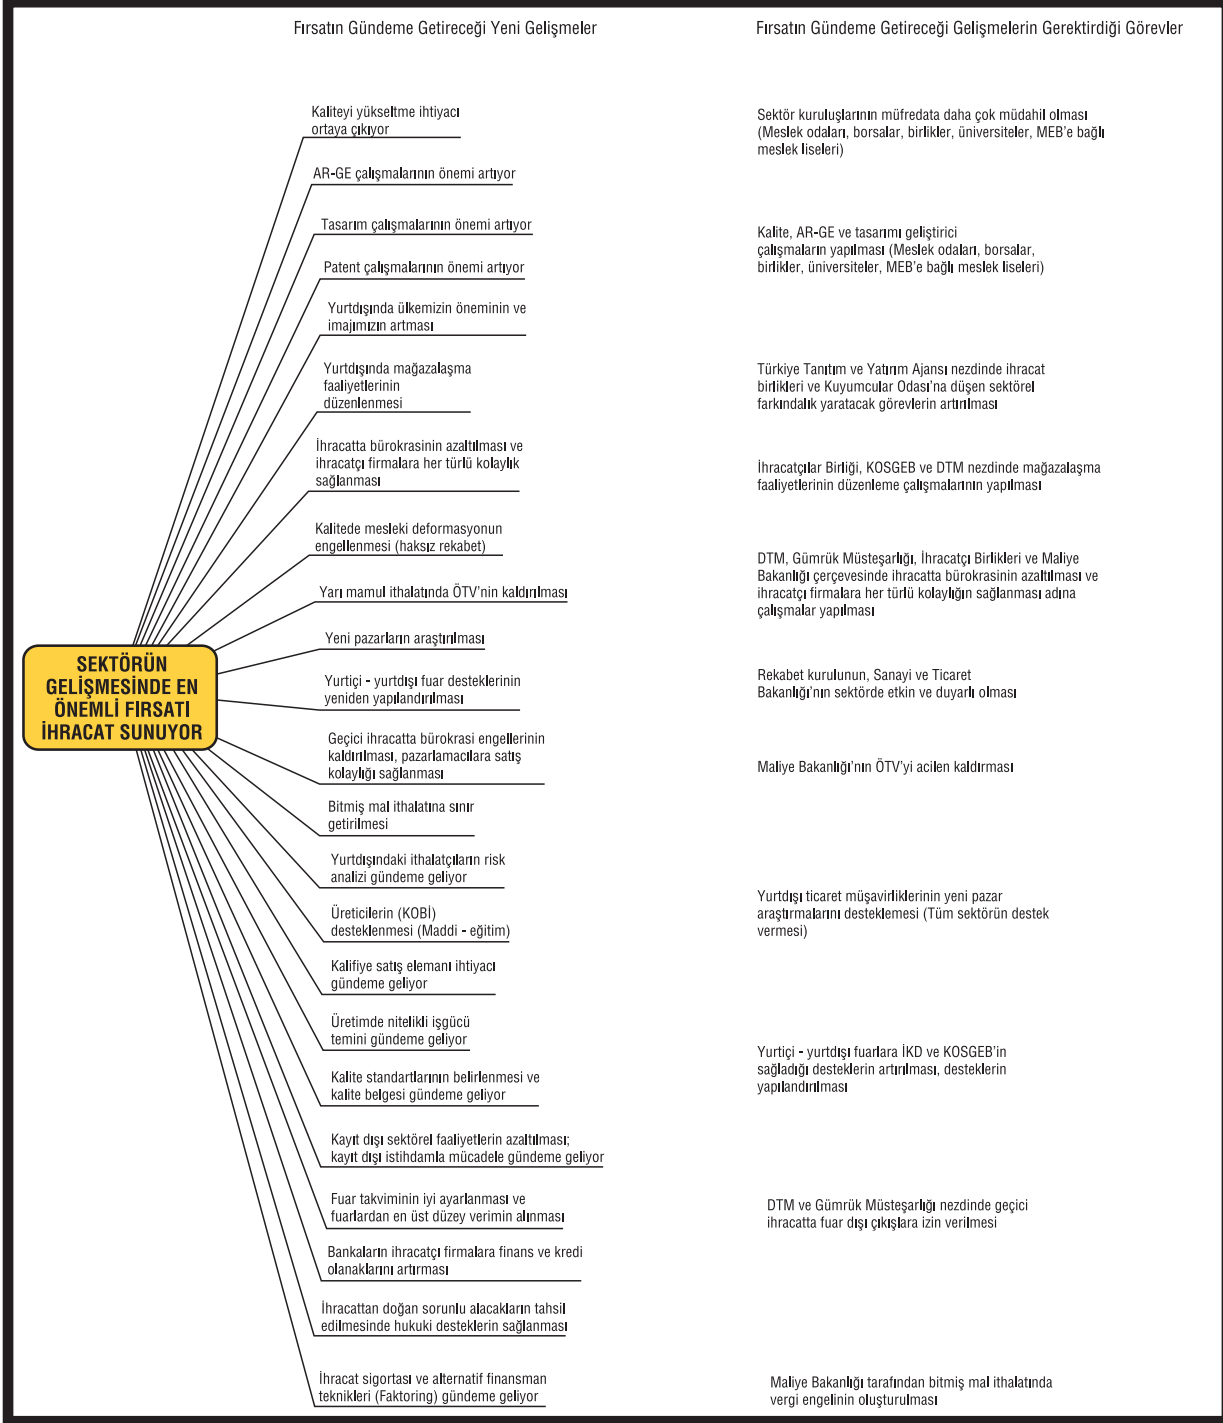 Fırsatın Gündeme Getireceği Yeni Gelişmeler
Fırsatın Gündeme Getireceği Gelişmelerin Gerektirdiği Görevler
Kaliteyi yükseltme ihtiyacı
ortaya çıkıyor
AR-GE çalışmalarının önemi artıyor
Tasarım çalışmalarının önemi artıyor
Patent çalışmalarının önemi artıyor
Yurtdışında ülkemizin öneminin ve
imajımızın artması
Yurtdışında mağazalaşma
faaliyetlerinin
düzenlenmesi
İhracatta bürokrasinin azaltılması ve
ihracatçı firmalara her türlü kolaylık
sağlanması
Kalitede mesleki deformasyonun
engellenmesi (haksız rekabet)
Yarı mamul ithalatında ÖTV'nin kaldırılması
Yeni pazarların araştırılması
Yurtiçi - yurtdışı fuar desteklerinin
yeniden yapılandırılması
Geçici ihracatta bürokrasi engellerinin
kaldırılması, pazarlamacılara satış
kolaylığı sağlanması
Bitmiş mal ithalatına sınır
getirilmesi
Yurtdışındaki ithalatçıların risk
analizi gündeme geliyor
Üreticilerin (KOBİ)
desteklenmesi (Maddi - eğitim)
Kalifiye satış elemanı ihtiyacı
gündeme geliyor
Üretimde nitelikli işgücü
temini gündeme geliyor
Kalite standartlarının belirlenmesi ve
kalite belgesi gündeme geliyor
Kayıt dışı sektörel faaliyetlerin azaltılması;
kayıt dışı istihdamla mücadele gündeme geliyor
Fuar takviminin iyi ayarlanması ve
fuarlardan en üst düzey verimin alınması
Bankaların ihracatçı firmalara finans ve kredi
olanaklarını artırması
İhracattan doğan sorunlu alacakların tahsil
edilmesinde hukuki desteklerin sağlanması
İhracat sigortası ve alternatif finansman
teknikleri (Faktoring) gündeme geliyor
SEKTÖRÜN
GELİŞMESİNDE EN
ÖNEMLİ FIRSATI
İHRACAT SUNUYOR
Sektör kuruluşlarının müfredata daha çok müdahil olması
(Meslek odaları, borsalar, birlikler, üniversiteler, MEB'e bağlı
meslek liseleri)
Kalite, AR-GE ve tasarımı geliştirici
çalışmaların yapılması (Meslek odaları, borsalar,
birlikler, üniversiteler, MEB'e bağlı meslek liseleri)
Türkiye Tanıtım ve Yatırım Ajansı nezdinde ihracat
birlikleri ve Kuyumcular Odası'na düşen sektörel
farkındalık yaratacak görevlerin artırılması
İhracatçılar Birliği, KOSGEB ve DTM nezdinde mağazalaşma
faaliyetlerinin düzenleme çalışmalarının yapılması
DTM, Gümrük Müsteşarlığı, İhracatçı Birlikleri ve Maliye
Bakanlığı çerçevesinde ihracatta bürokrasinin azaltılması ve
ihracatçı firmalara her türlü kolaylığın sağlanması adına
çalışmalar yapılması
Rekabet kurulunun, Sanayi ve Ticaret
Bakanlığı'nın sektörde etkin ve duyarlı olması
Maliye Bakanlığı'nın ÖTV'yi acilen kaldırması
Yurtdışı ticaret müşavirliklerinin yeni pazar
araştırmalarını desteklemesi (Tüm sektörün destek
vermesi)
Yurtiçi - yurtdışı fuarlara İKD ve KOSGEB'in
sağladığı desteklerin artırılması, desteklerin
yapılandırılması
DTM ve Gümrük Müsteşarlığı nezdinde geçici
ihracatta fuar dışı çıkışlara izin verilmesi
Maliye Bakanlığı tarafından bitmiş mal ithalatında
vergi engelinin oluşturulması